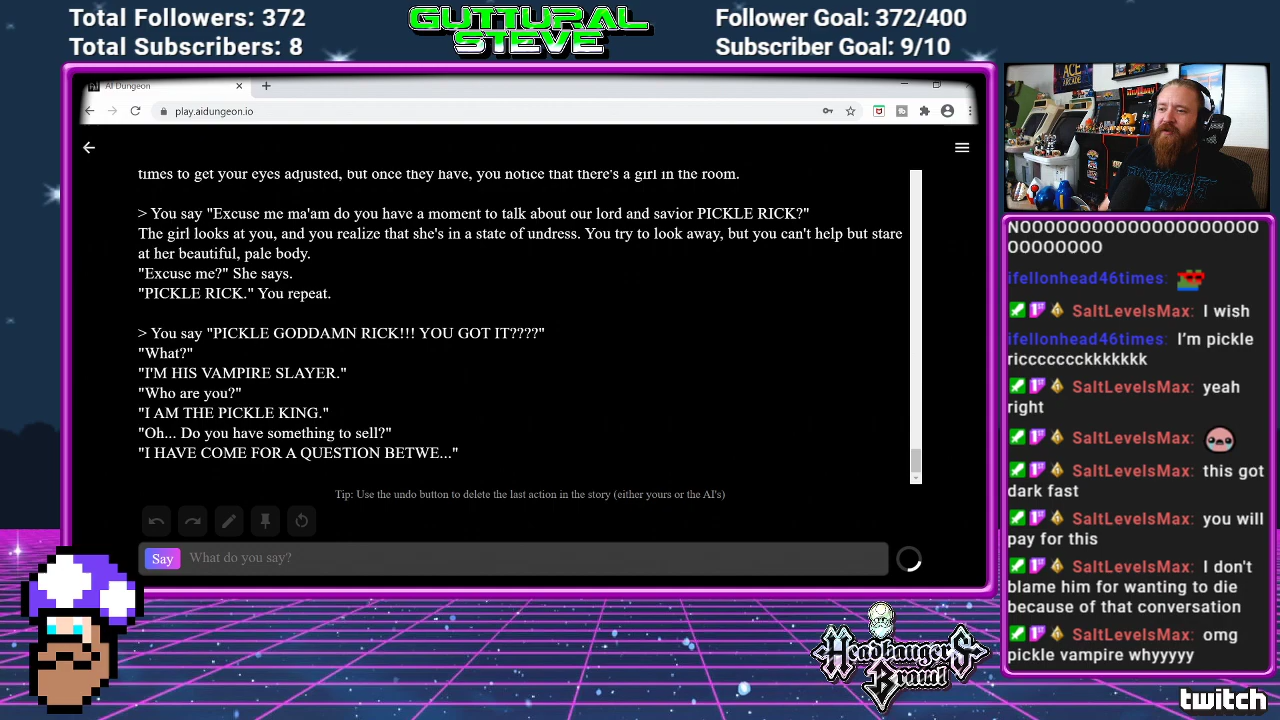 Total Followers: 372
Total Subscribers: 8
GUTTURAL
STEVE
Follower Goal: 372/400
Subscriber Goal: 9/10
AI Dungeon
play.aidungeon.io
times to get your eyes adjusted, but once they have, you notice that there's a girl in the room.
> You say "Excuse me ma'am do you have a moment to talk about our lord and savior PICKLE RICK?"
The girl looks at you, and you realize that she's in a state of undress. You try to look away, but you can't help but stare
at her beautiful, pale body.
"Excuse me?" She says.
"PICKLE RICK." You repeat.
> You say "PICKLE GODDAMN RICK!!! YOU GOT IT????"
"What?"
"I'M HIS VAMPIRE SLAYER."
"Who are you?"
"I AM THE PICKLE KING."
"Oh... Do you have something to sell?"
"I HAVE COME FOR A QUESTION BETWE..."
Tip: Use the undo button to delete the last action in the story (either yours or the AI's)
Say What do you say?
ACE
ARCADE
NOOOOOOOOOOOOOOOOOOO
OOOOOOOO
ifellonhead46times:
SaltLevelsMax: I wish
ifellonhead46times: I'm pickle
riccccccckkkkkkk
SaltLevelsMax: yeah
right
SaltLevelsMax:
SaltLevelsMax: this got
dark fast
SaltLevelsMax: you will
pay for this
SaltLevelsMax: I don't
blame him for wanting to die
because of that conversation
SaltLevelsMax: omg
pickle vampire whyyyyy
Headbangers
Brawl
twitch